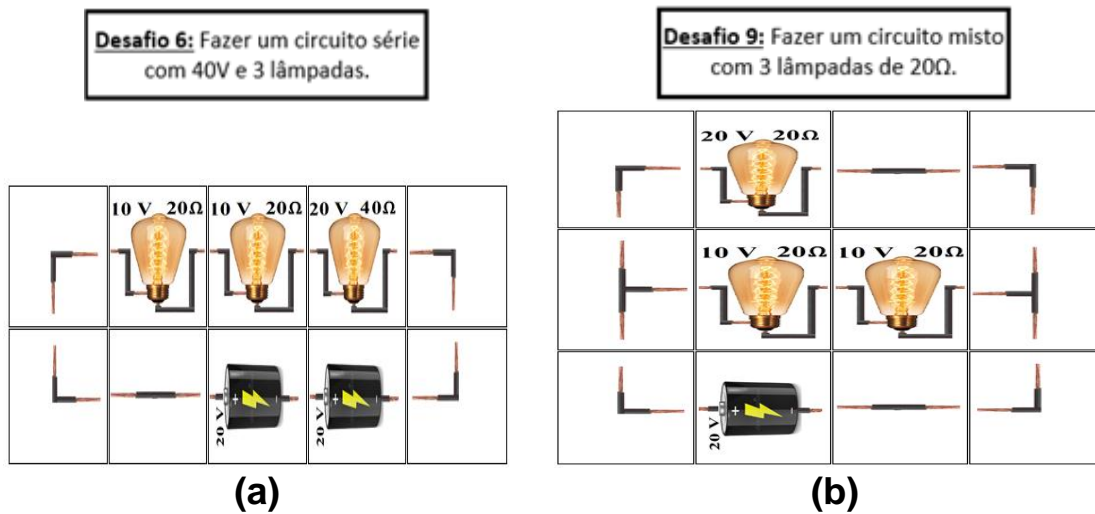 Desafio 6: Fazer um circuito série
com 40V e 3 lâmpadas.
10 V 20Ω 10 V 20Ω 20 V 40Ω
+ - + -
20 V 20 V
(a)
Desafio 9: Fazer um circuito misto
com 3 lâmpadas de 20Ω.
20 V 20Ω
10 V 20Ω 10 V 20Ω
+ -
20 V
(b)